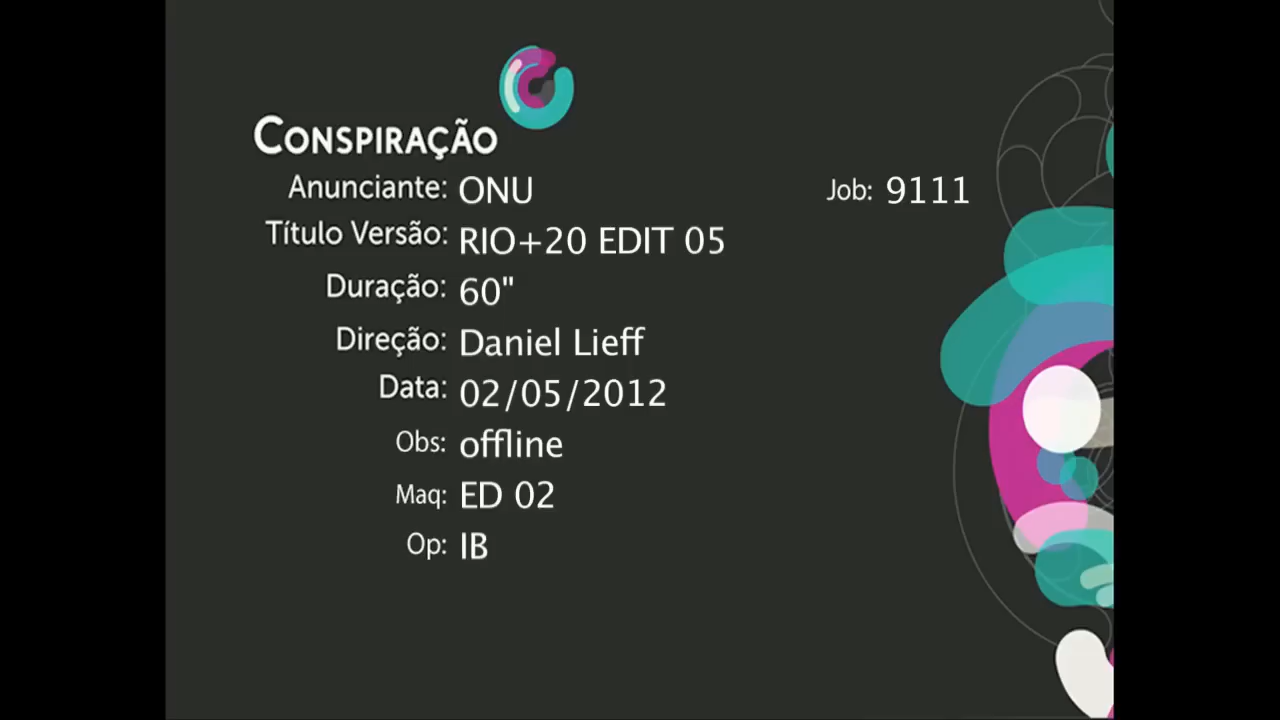 CONSPIRAÇÃO
Anunciante: ONU Job: 9111
Título Versão: RIO+20 EDIT 05
Duração: 60"
Direção: Daniel Lieff
Data: 02/05/2012
Obs: offline
Maq: ED 02
Op: IB